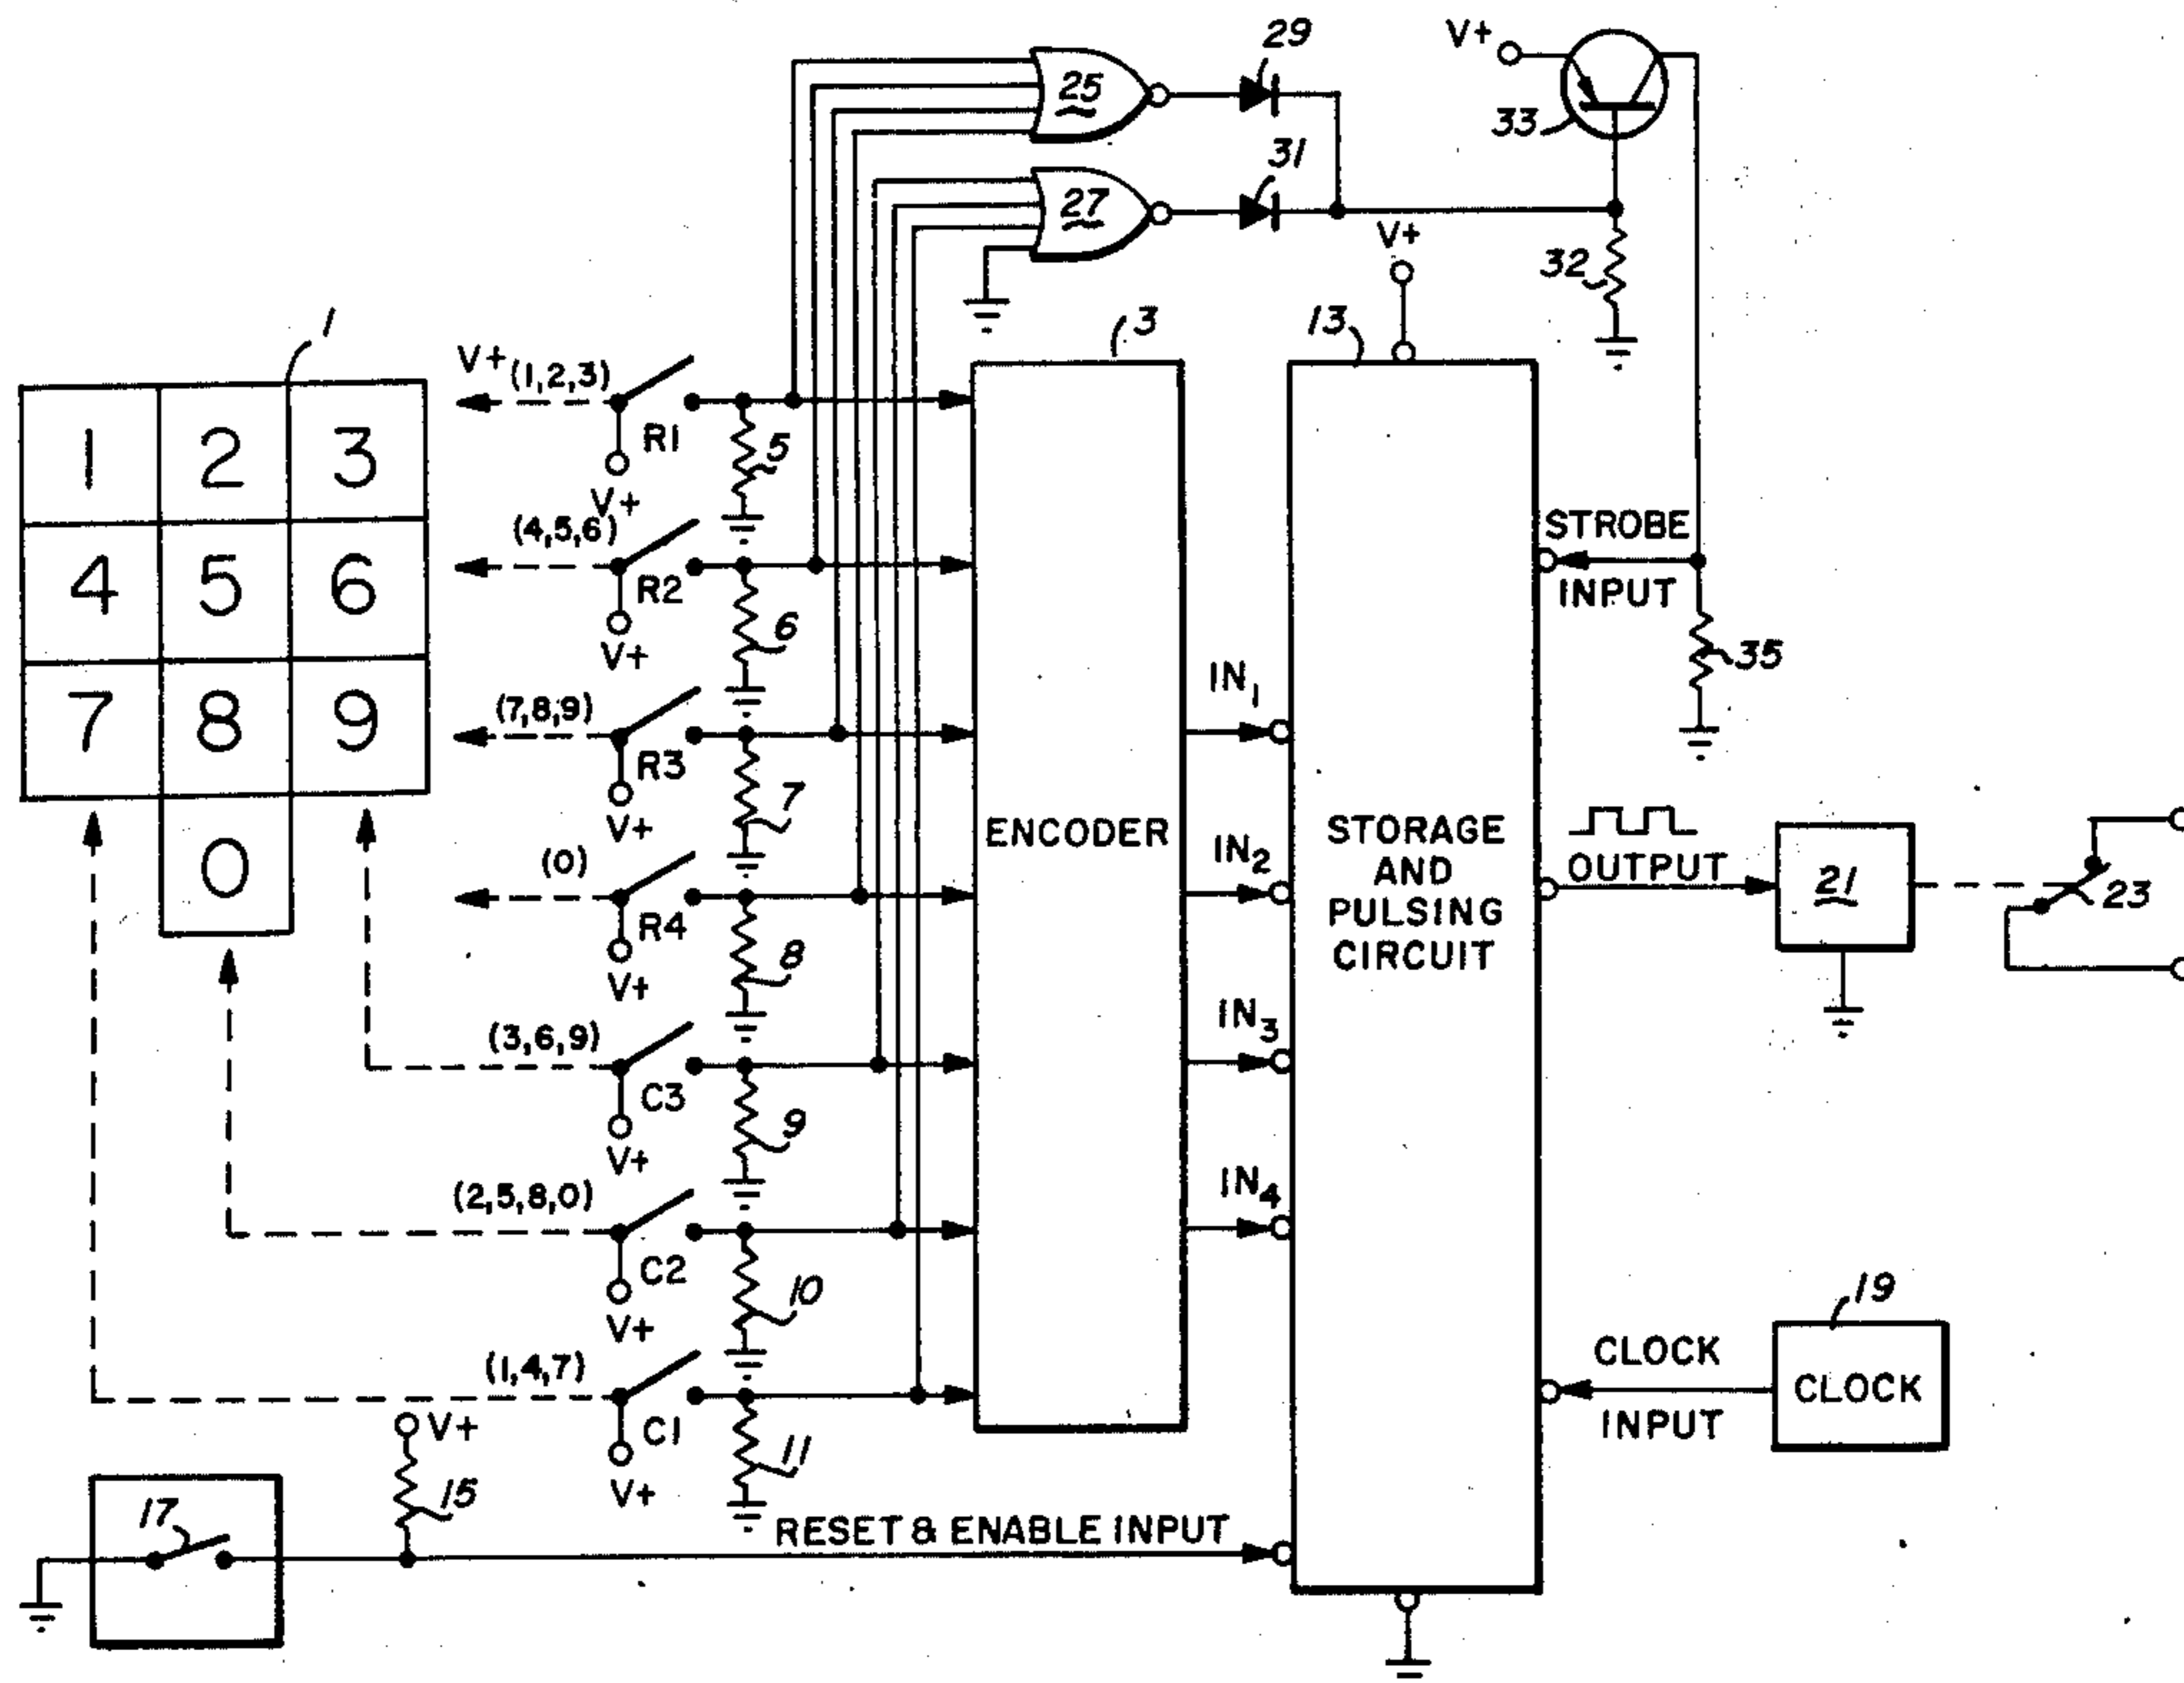 29
V+
25
33
31
27
V+
32
1
3
13
V+ (1,2,3)
R1
5
V+
1 2 3
(4,5,6)
STROBE
INPUT
R2
6
V+
4 5 6
35
IN1
(7,8,9)
R3
7
V+
7 8 9
ENCODER
IN2
STORAGE
AND
PULSING
CIRCUIT
OUTPUT
21
23
(0)
R4
8
V+
0
IN3
(3,6,9)
C3
9
V+
IN4
(2,5,8,0)
C2
10
V+
19
CLOCK
INPUT
CLOCK
(1,4,7)
C1
11
V+
V+
15
17
RESET & ENABLE INPUT